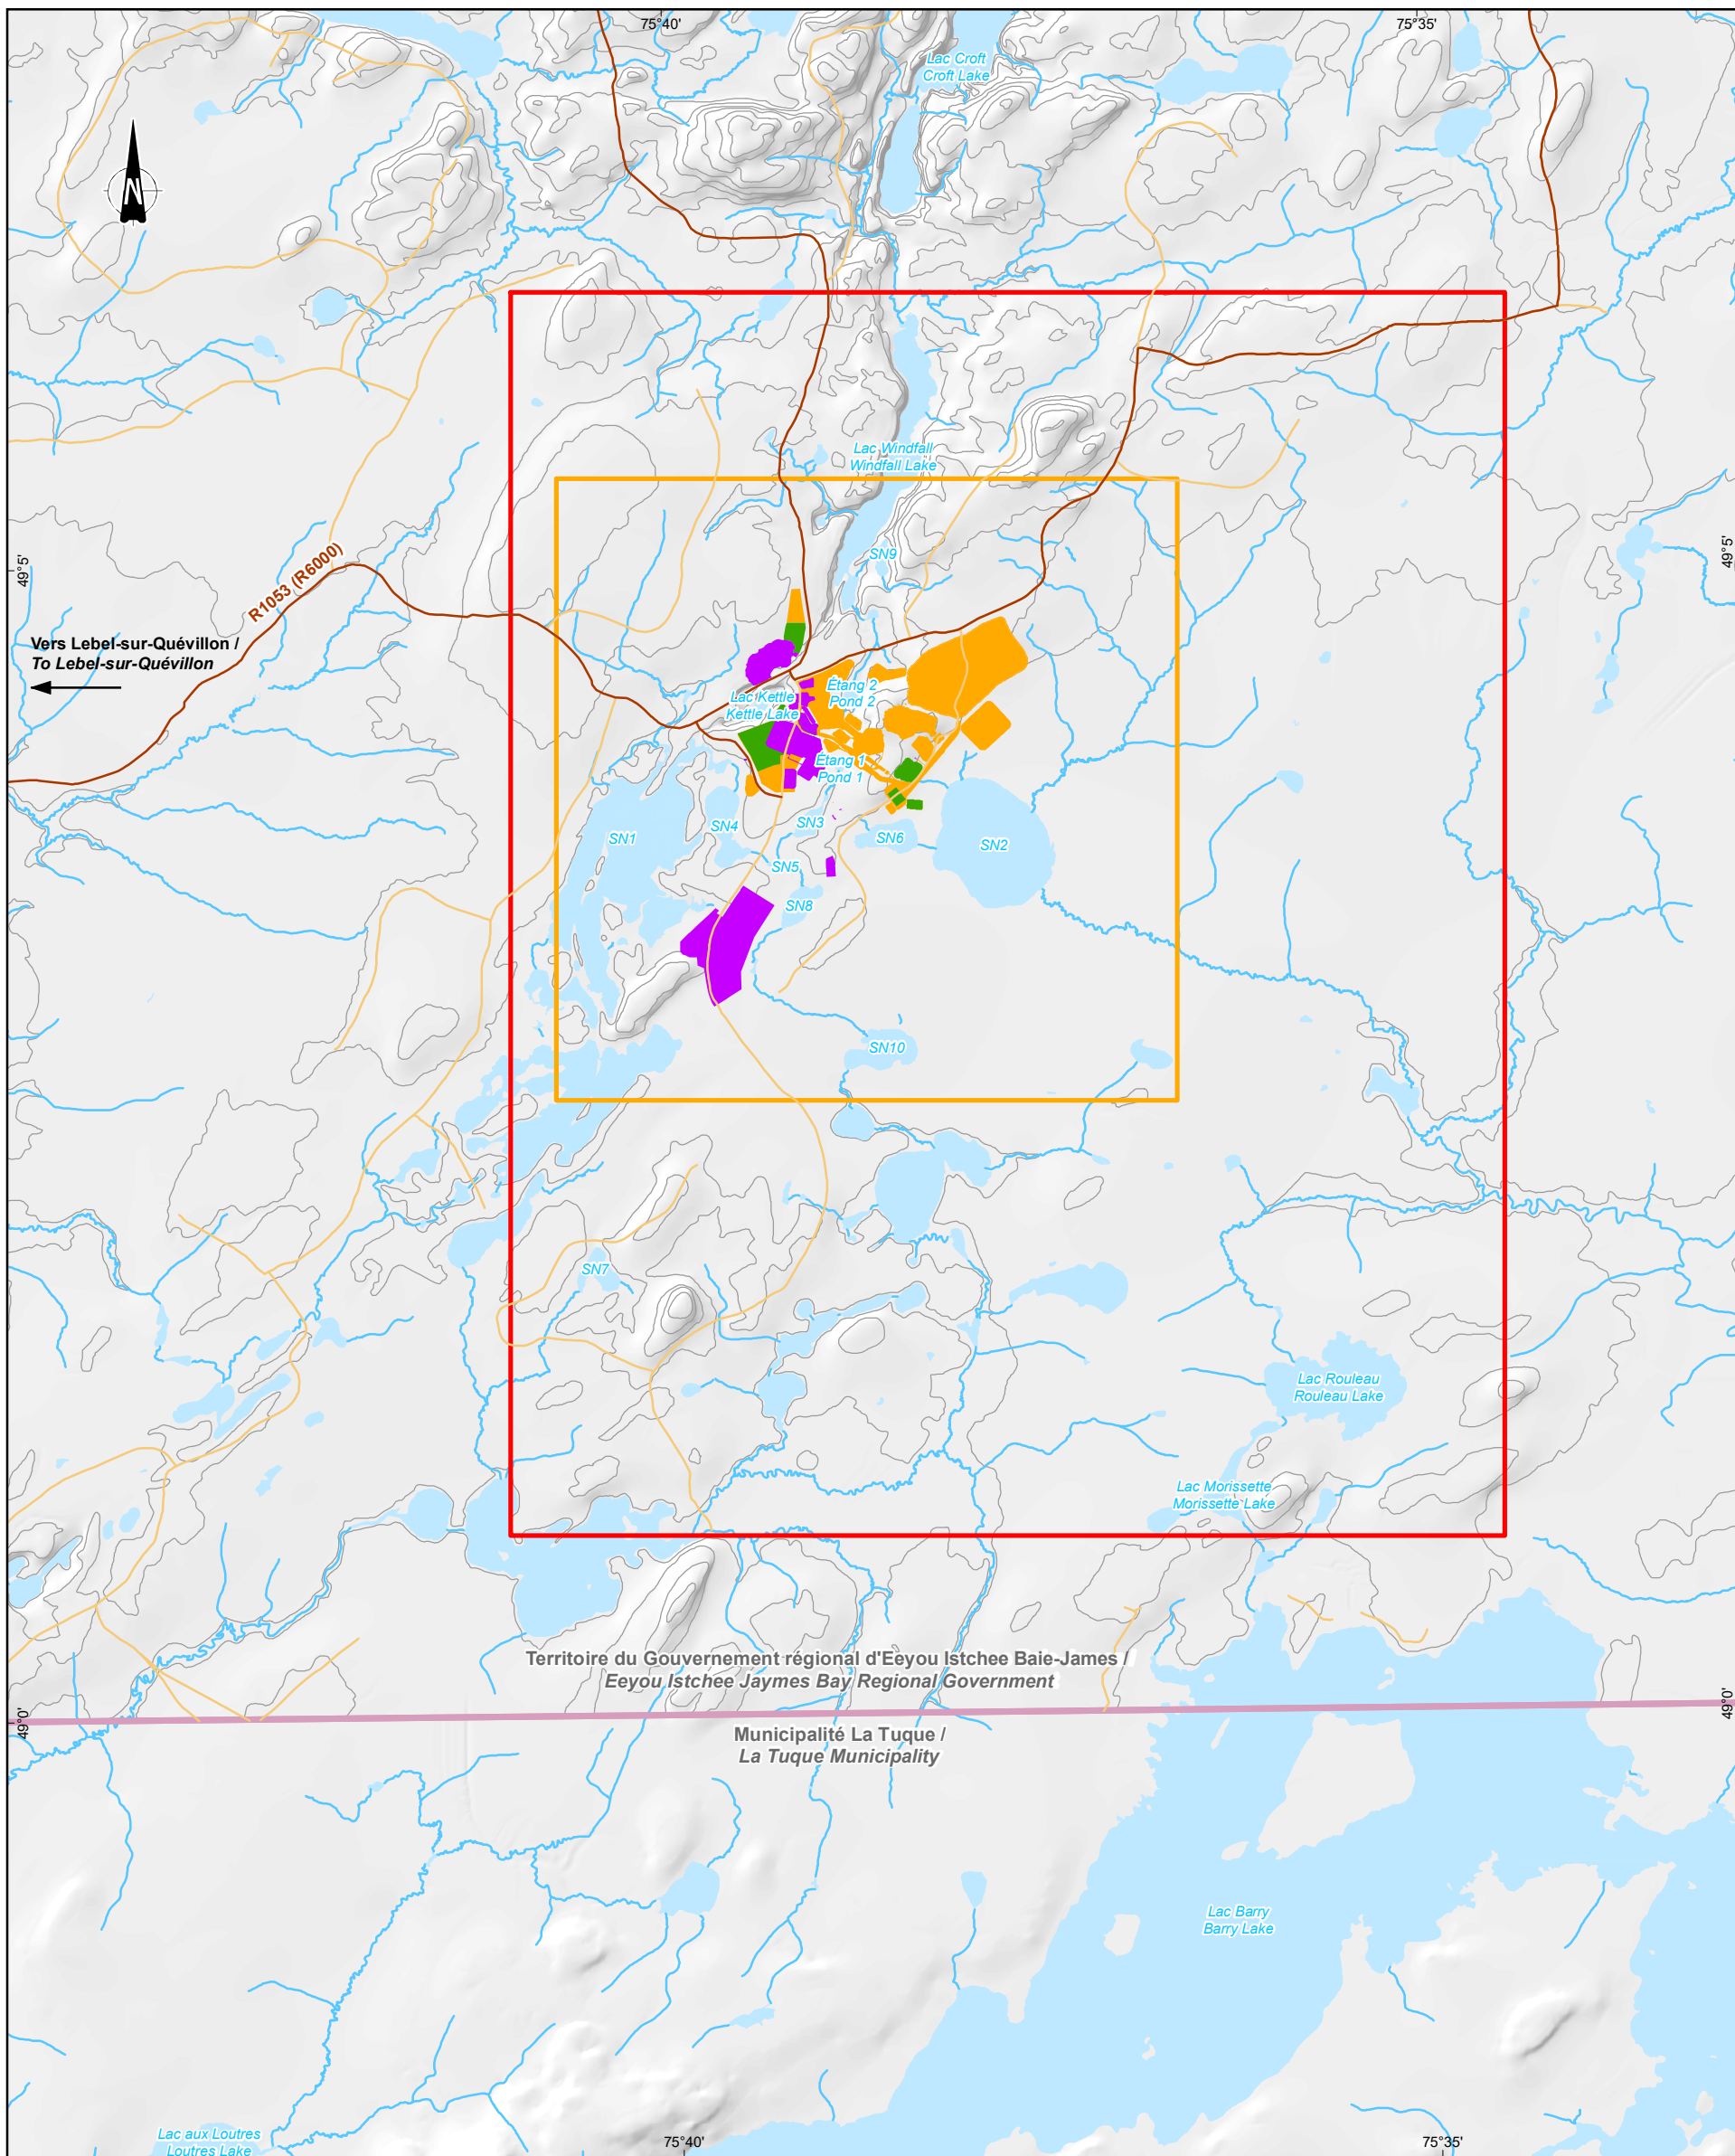 75°40'
75°35'
Lac Croft
Croft Lake
N
Lac Windfall
Windfall Lake
49°5'
49°5'
R1053 (R6000)
SN9
Vers Lebel-sur-Quévillon /
To Lebel-sur-Quévillon
Étang 2
Pond 2
Lac Kettle
Kettle Lake
Étang 1
Pond 1
SN4
SN3
SN1
SN6
SN2
SN5
SN8
SN10
SN7
Lac Rouleau
Rouleau Lake
Lac Morissette
Morissette Lake
Territoire du Gouvernement régional d'Eeyou Istchee Baie-James /
Eeyou Istchee Jaymes Bay Regional Government
49°0'
49°0'
Municipalité La Tuque /
La Tuque Municipality
Lac Barry
Barry Lake
Lac aux Loutres
Loutres Lake
75°40'
75°35'